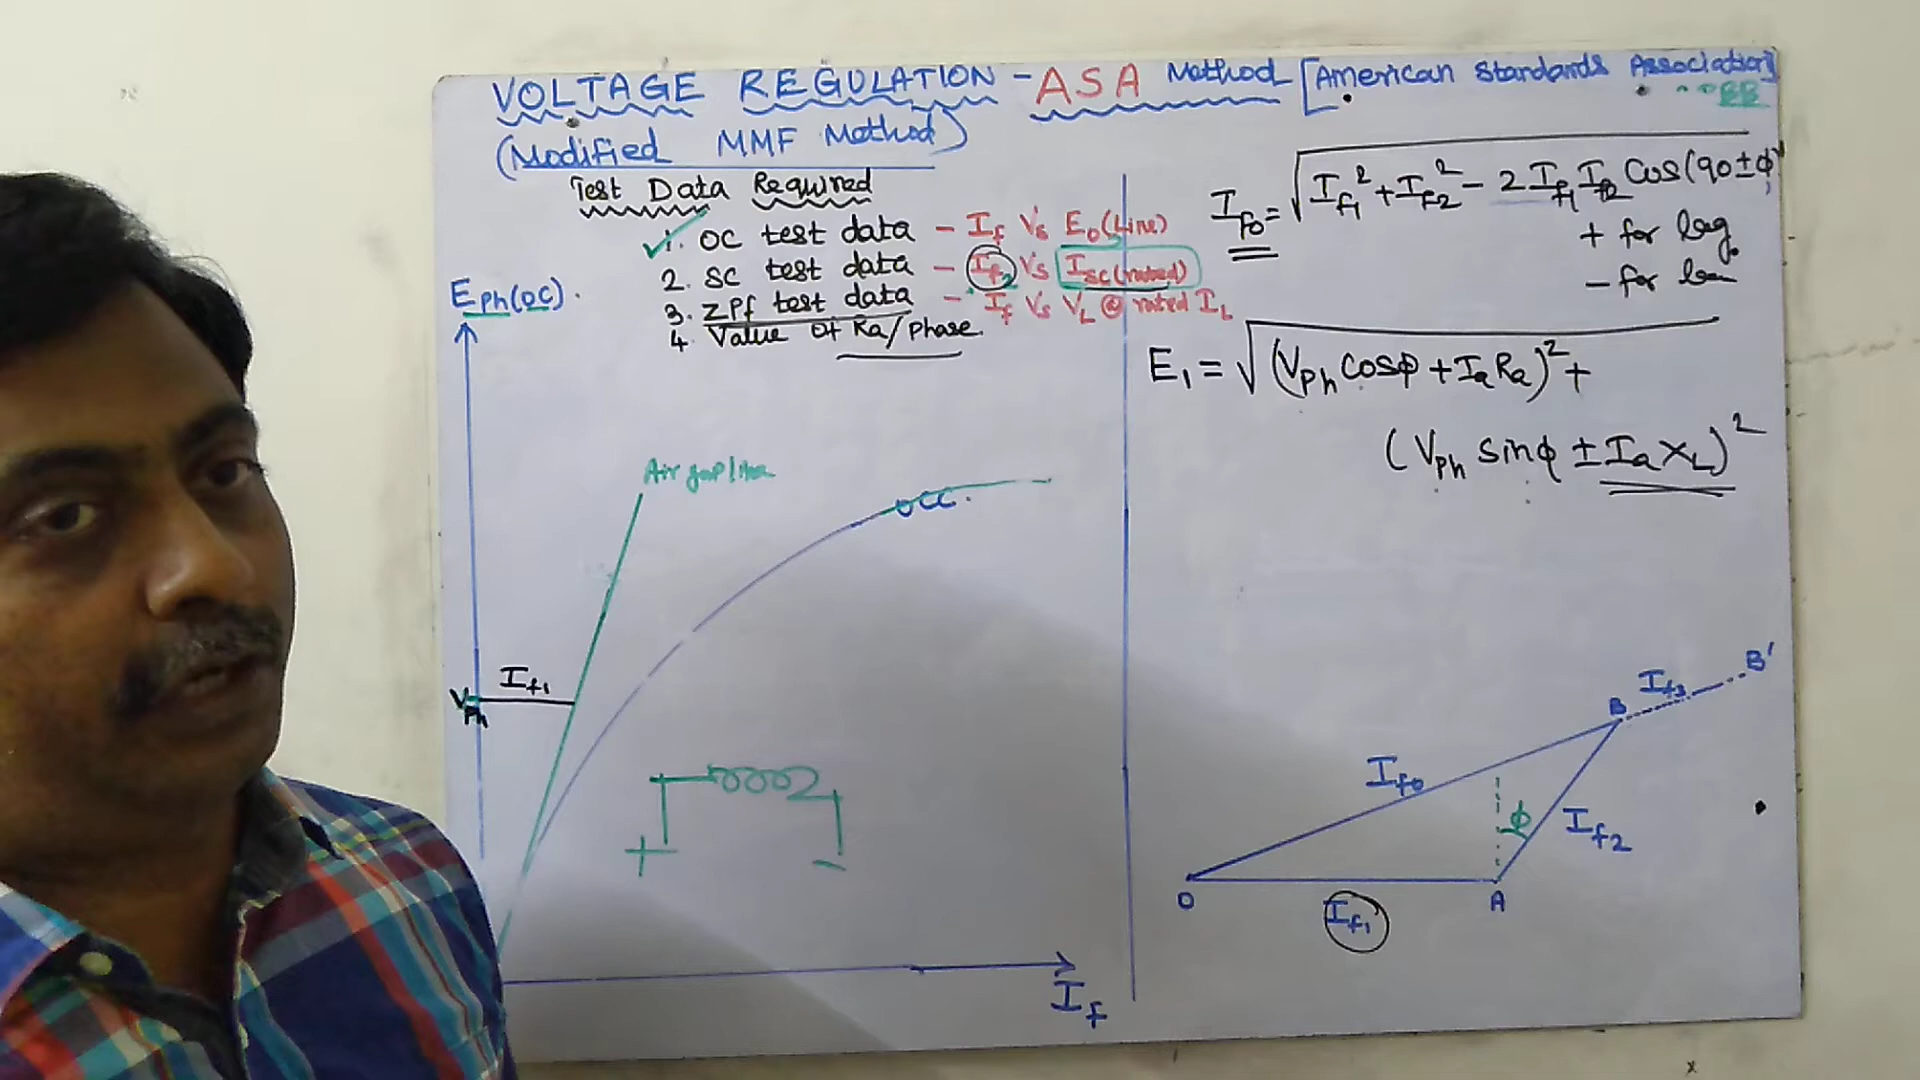 VOLTAGE REGULATION - ASA Method [American Standards Association]
BB
(Modified MMF Method)
Test Data Required
✓1. OC test data - If Vs E0(Line)
2. SC test data - If2 Vs Isc(rated)
3. ZPf test data - If Vs VL @ rated IL
4. Value Of Ra/phase.
EPh(OC).
Air gap line
OCC.
If1
VPh
+
-
If
If0 = √If1² + If2² - 2 If1 If2 Cos(90±φ)
+ for lag.
- for
E1 = √(VPh Cosφ + Ia Ra)² +
(VPh sinφ ± Ia XL)²
B'
If3
B
If0
φ
If2
O
A
If1